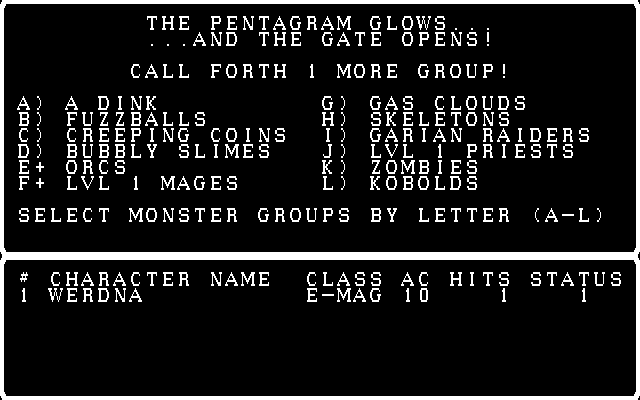 THE PENTAGRAM GLOWS...
...AND THE GATE OPENS!
CALL FORTH 1 MORE GROUP!
A) A DINK G) GAS CLOUDS
B) FUZZBALLS H) SKELETONS
C) CREEPING COINS I) GARIAN RAIDERS
D) BUBBLY SLIMES J) LVL 1 PRIESTS
E+ ORCS K) ZOMBIES
F+ LVL 1 MAGES L) KOBOLDS
SELECT MONSTER GROUPS BY LETTER (A-L)
# CHARACTER NAME CLASS AC HITS STATUS
1 WERDNA E-MAG 10 1 1